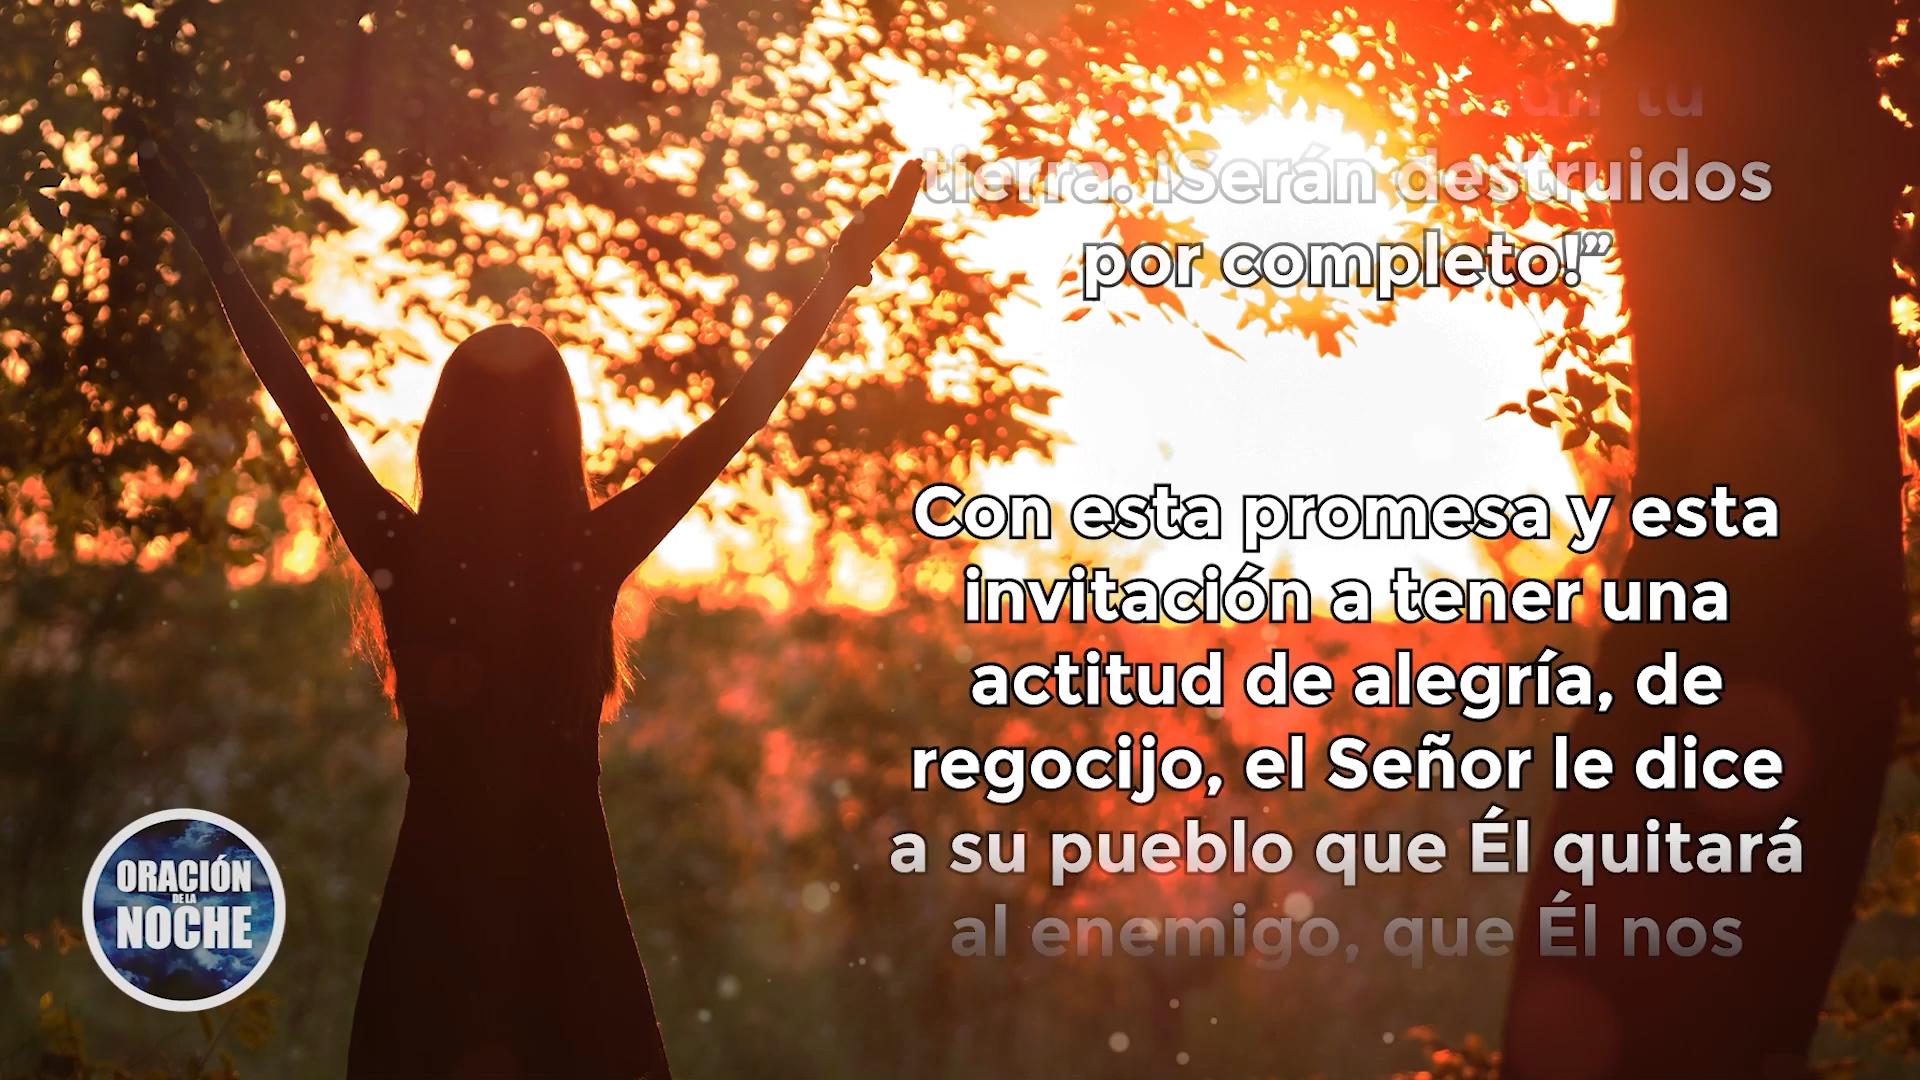 tu
tierra. ¡Serán destruidos
por completo!”
Con esta promesa y esta
invitación a tener una
actitud de alegría, de
regocijo, el Señor le dice
a su pueblo que Él quitará
al enemigo, que Él nos
ORACIÓN
DE LA
NOCHE